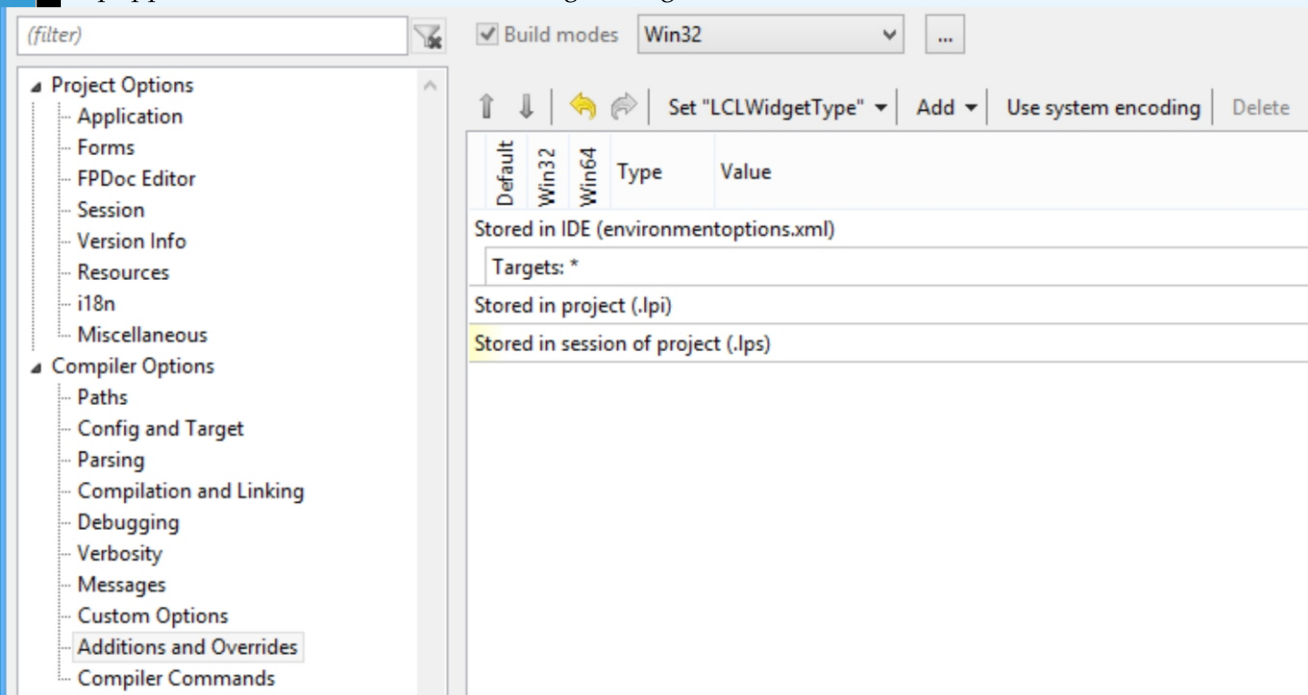 (filter)
Build modes Win32 ...
Project Options
Application
Forms
FPDoc Editor
Session
Version Info
Resources
i18n
Miscellaneous
Compiler Options
Paths
Config and Target
Parsing
Compilation and Linking
Debugging
Verbosity
Messages
Custom Options
Additions and Overrides
Compiler Commands
Set "LCLWidgetType" Add Use system encoding Delete
Default Win32 Win64 Type Value
Stored in IDE (environmentoptions.xml)
Targets: *
Stored in project (.lpi)
Stored in session of project (.lps)